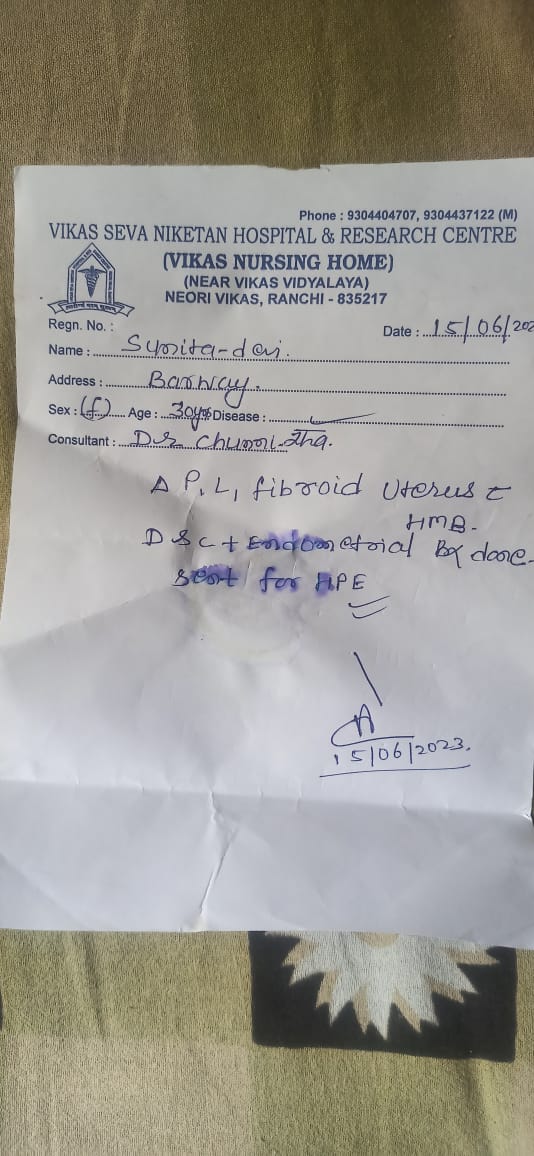 Phone : 9304404707, 9304437122 (M)
VIKAS SEVA NIKETAN HOSPITAL & RESEARCH CENTRE
(VIKAS NURSING HOME)
(NEAR VIKAS VIDYALAYA)
NEORI VIKAS, RANCHI - 835217
Regn. No. :
Date : 15/06/202
Name : Sunita-devi.
Address : Barway.
Sex : (f) Age : 30yrs Disease :
Consultant : Dr Chunni Jha.
Δ P1L1 fibroid Uterus c̄
HMB.
D & C + Endometrial Bx done.
sent for HPE
15/06/2023.